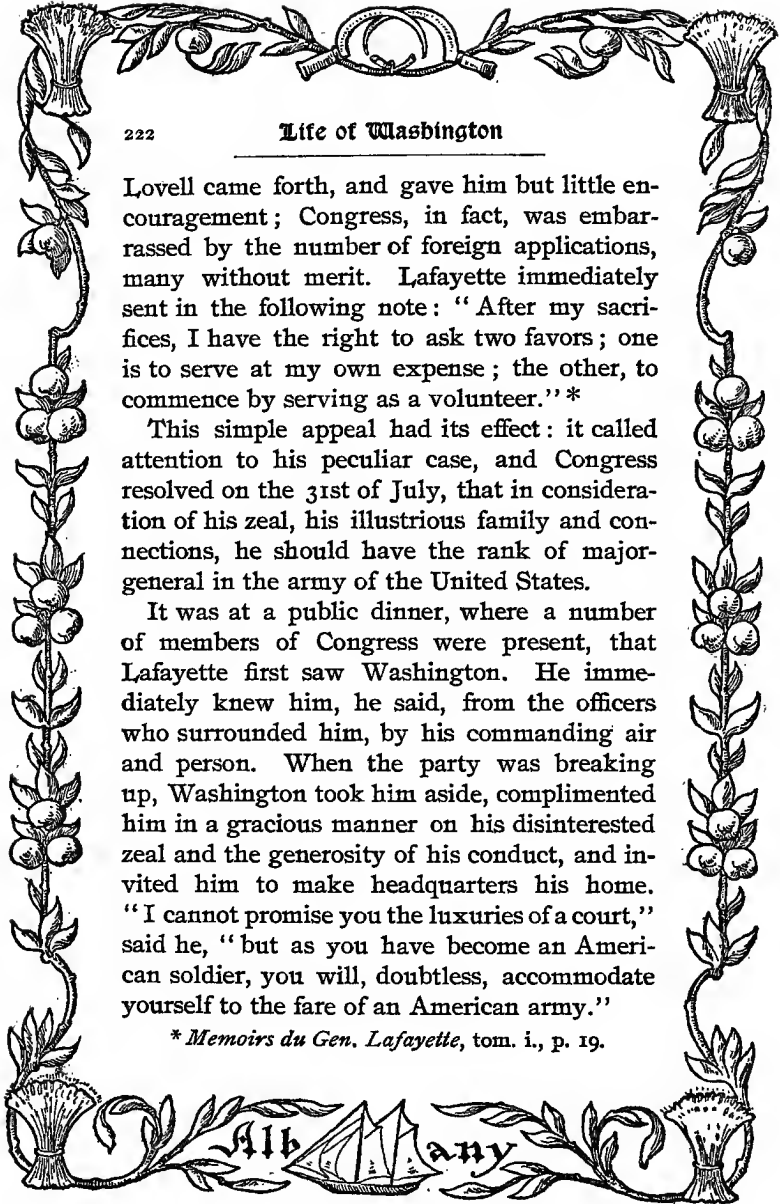 222 Life of Washington
Lovell came forth, and gave him but little en-
couragement; Congress, in fact, was embar-
rassed by the number of foreign applications,
many without merit. Lafayette immediately
sent in the following note: "After my sacri-
fices, I have the right to ask two favors; one
is to serve at my own expense; the other, to
commence by serving as a volunteer."*
This simple appeal had its effect: it called
attention to his peculiar case, and Congress
resolved on the 31st of July, that in considera-
tion of his zeal, his illustrious family and con-
nections, he should have the rank of major-
general in the army of the United States.
It was at a public dinner, where a number
of members of Congress were present, that
Lafayette first saw Washington. He imme-
diately knew him, he said, from the officers
who surrounded him, by his commanding air
and person. When the party was breaking
up, Washington took him aside, complimented
him in a gracious manner on his disinterested
zeal and the generosity of his conduct, and in-
vited him to make headquarters his home.
"I cannot promise you the luxuries of a court,"
said he, "but as you have become an Ameri-
can soldier, you will, doubtless, accommodate
yourself to the fare of an American army."
*Memoirs du Gen. Lafayette, tom. i., p. 19.
Alb any